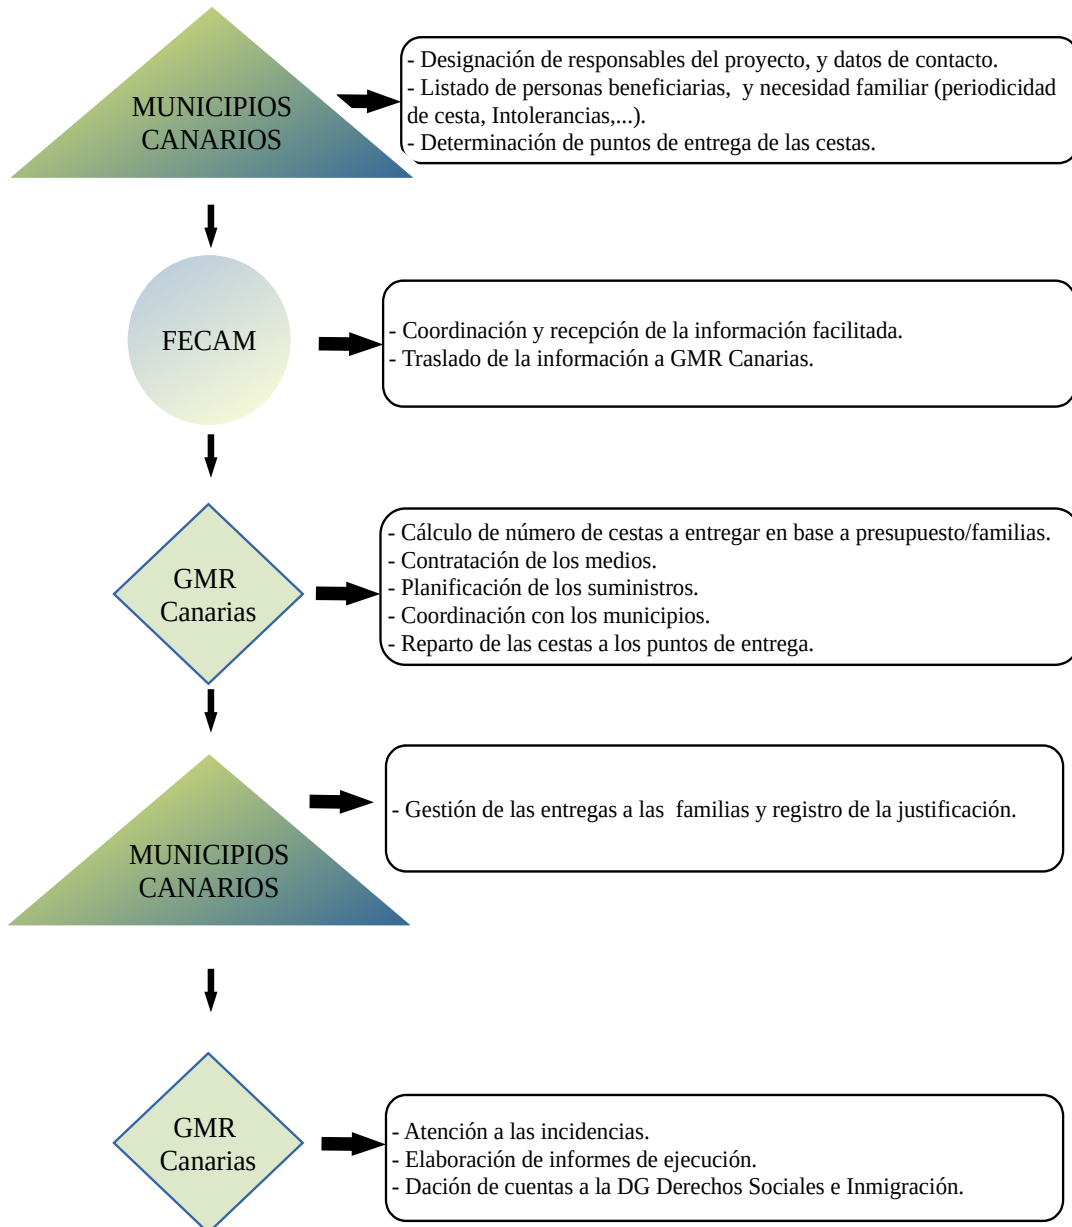 MUNICIPIOS
CANARIOS
- Designación de responsables del proyecto, y datos de contacto.
- Listado de personas beneficiarias, y necesidad familiar (periodicidad
de cesta, Intolerancias,...).
- Determinación de puntos de entrega de las cestas.
FECAM
- Coordinación y recepción de la información facilitada.
- Traslado de la información a GMR Canarias.
GMR
Canarias
- Cálculo de número de cestas a entregar en base a presupuesto/familias.
- Contratación de los medios.
- Planificación de los suministros.
- Coordinación con los municipios.
- Reparto de las cestas a los puntos de entrega.
MUNICIPIOS
CANARIOS
- Gestión de las entregas a las familias y registro de la justificación.
GMR
Canarias
- Atención a las incidencias.
- Elaboración de informes de ejecución.
- Dación de cuentas a la DG Derechos Sociales e Inmigración.